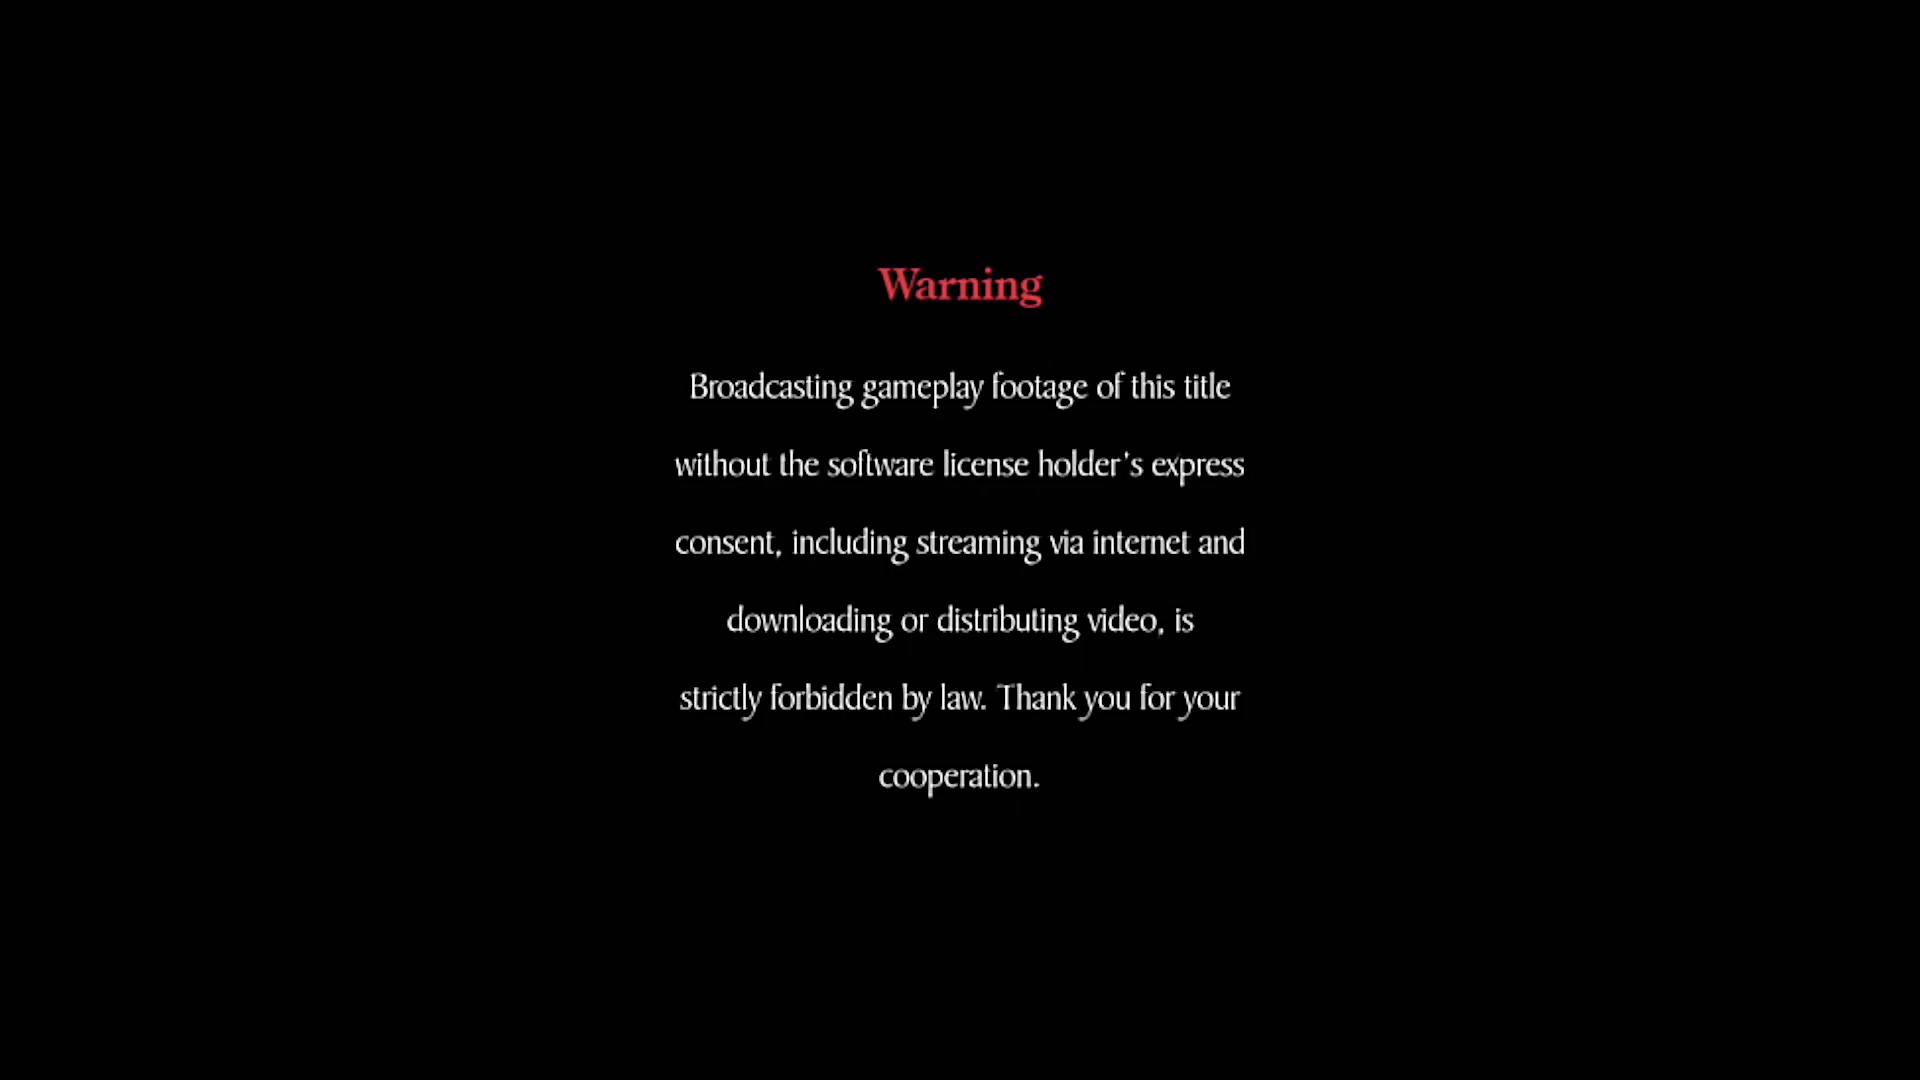 Warning
Broadcasting gameplay footage of this title
without the software license holder's express
consent, including streaming via internet and
downloading or distributing video, is
strictly forbidden by law. Thank you for your
cooperation.